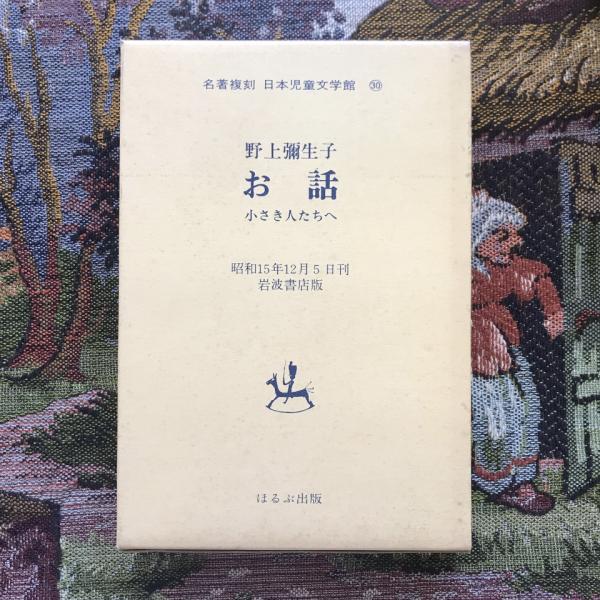 名著複刻 日本児童文学館 ㉚
野上彌生子
お話
小さき人たちへ
昭和15年12月5日刊
岩波書店版
ほるぷ出版